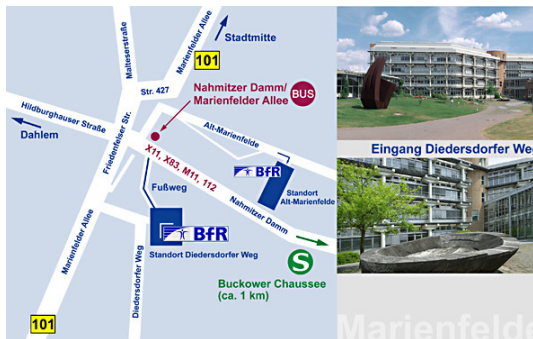 Stadtmitte
101
Marienfelder Allee
Malteserstraße
Str. 427
Nahmitzer Damm/
Marienfelder Allee
BUS
Hildburghauser Straße
Dahlem
Friedenfelser Str.
Alt-Marienfelde
X11, X83, M11, 112
BfR
Eingang Diedersdorfer Weg
Fußweg
Standort
Alt-Marienfelde
Nahmitzer Damm
Marienfelder Allee
BfR
Standort Diedersdorfer Weg
Diedersdorfer Weg
S
Buckower Chaussee
(ca. 1 km)
101
Marienfelde